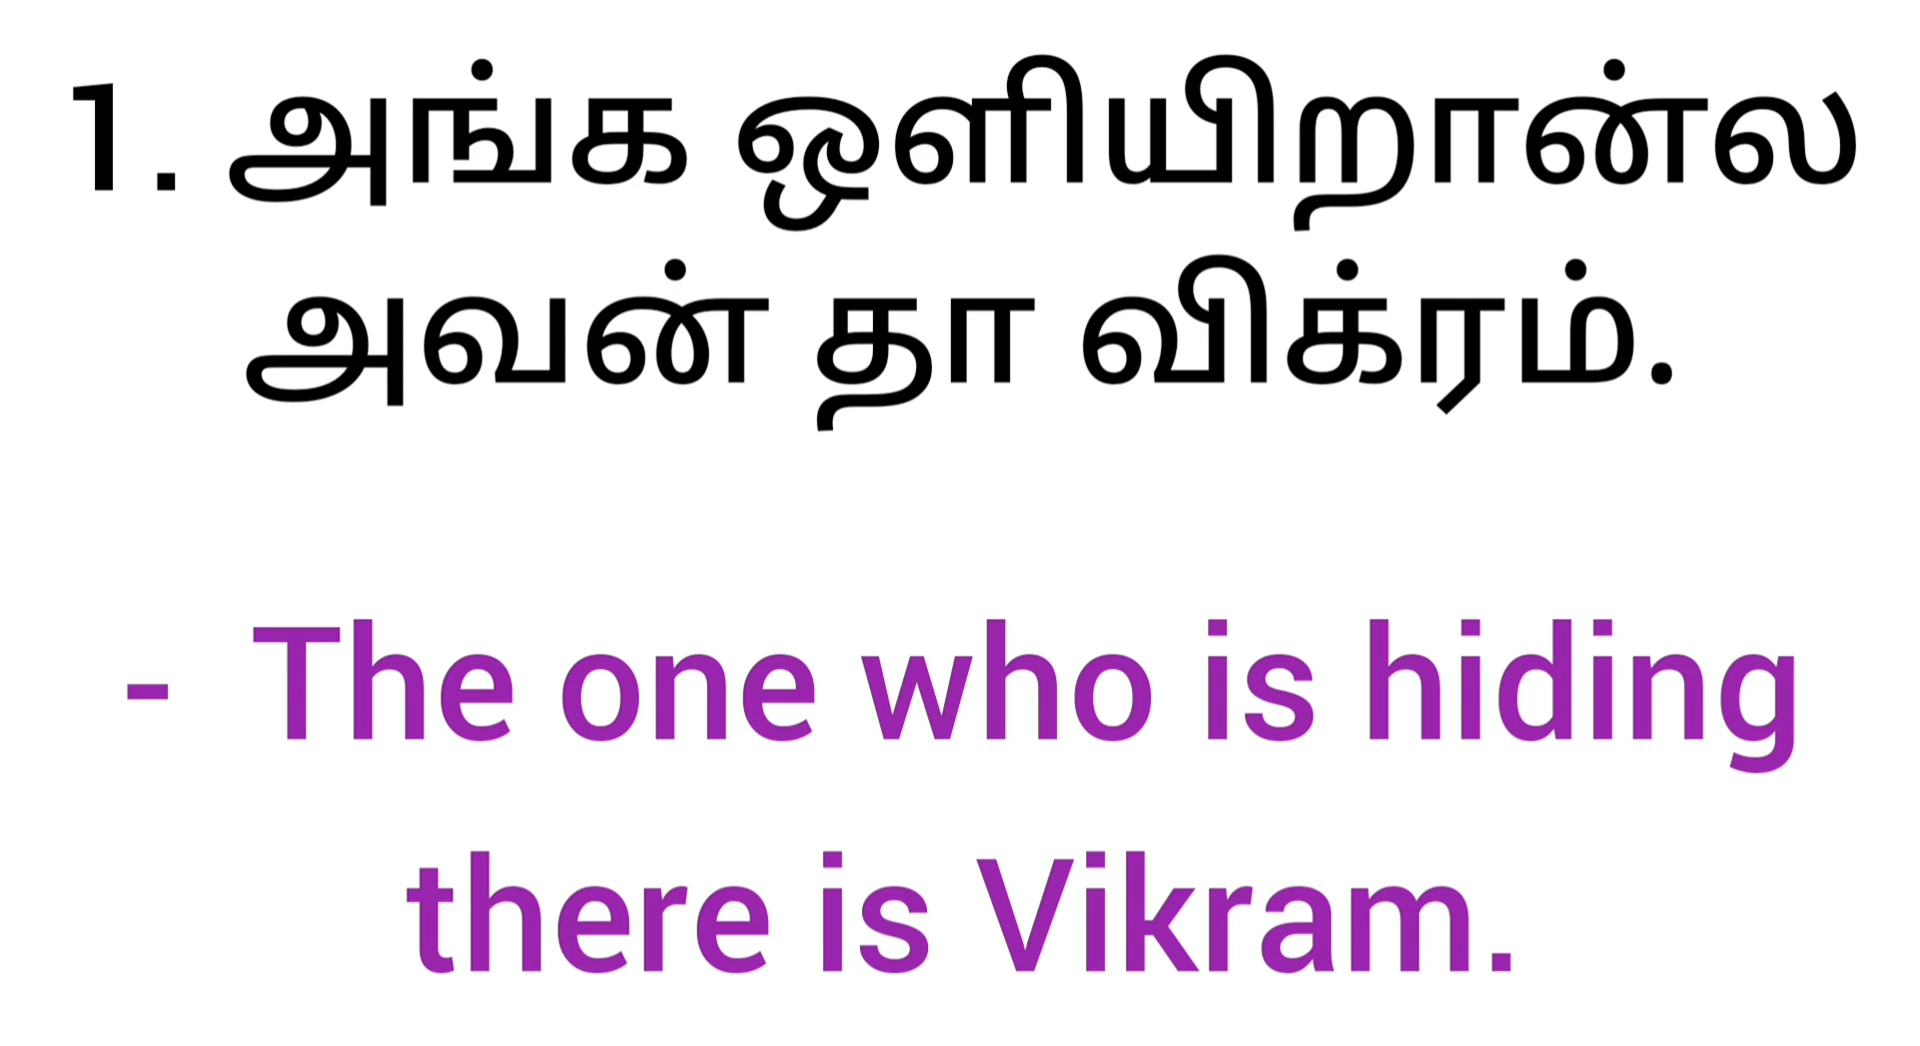 1. அங்க ஒளியிறான்ல
அவன் தா விக்ரம்.
- The one who is hiding
there is Vikram.